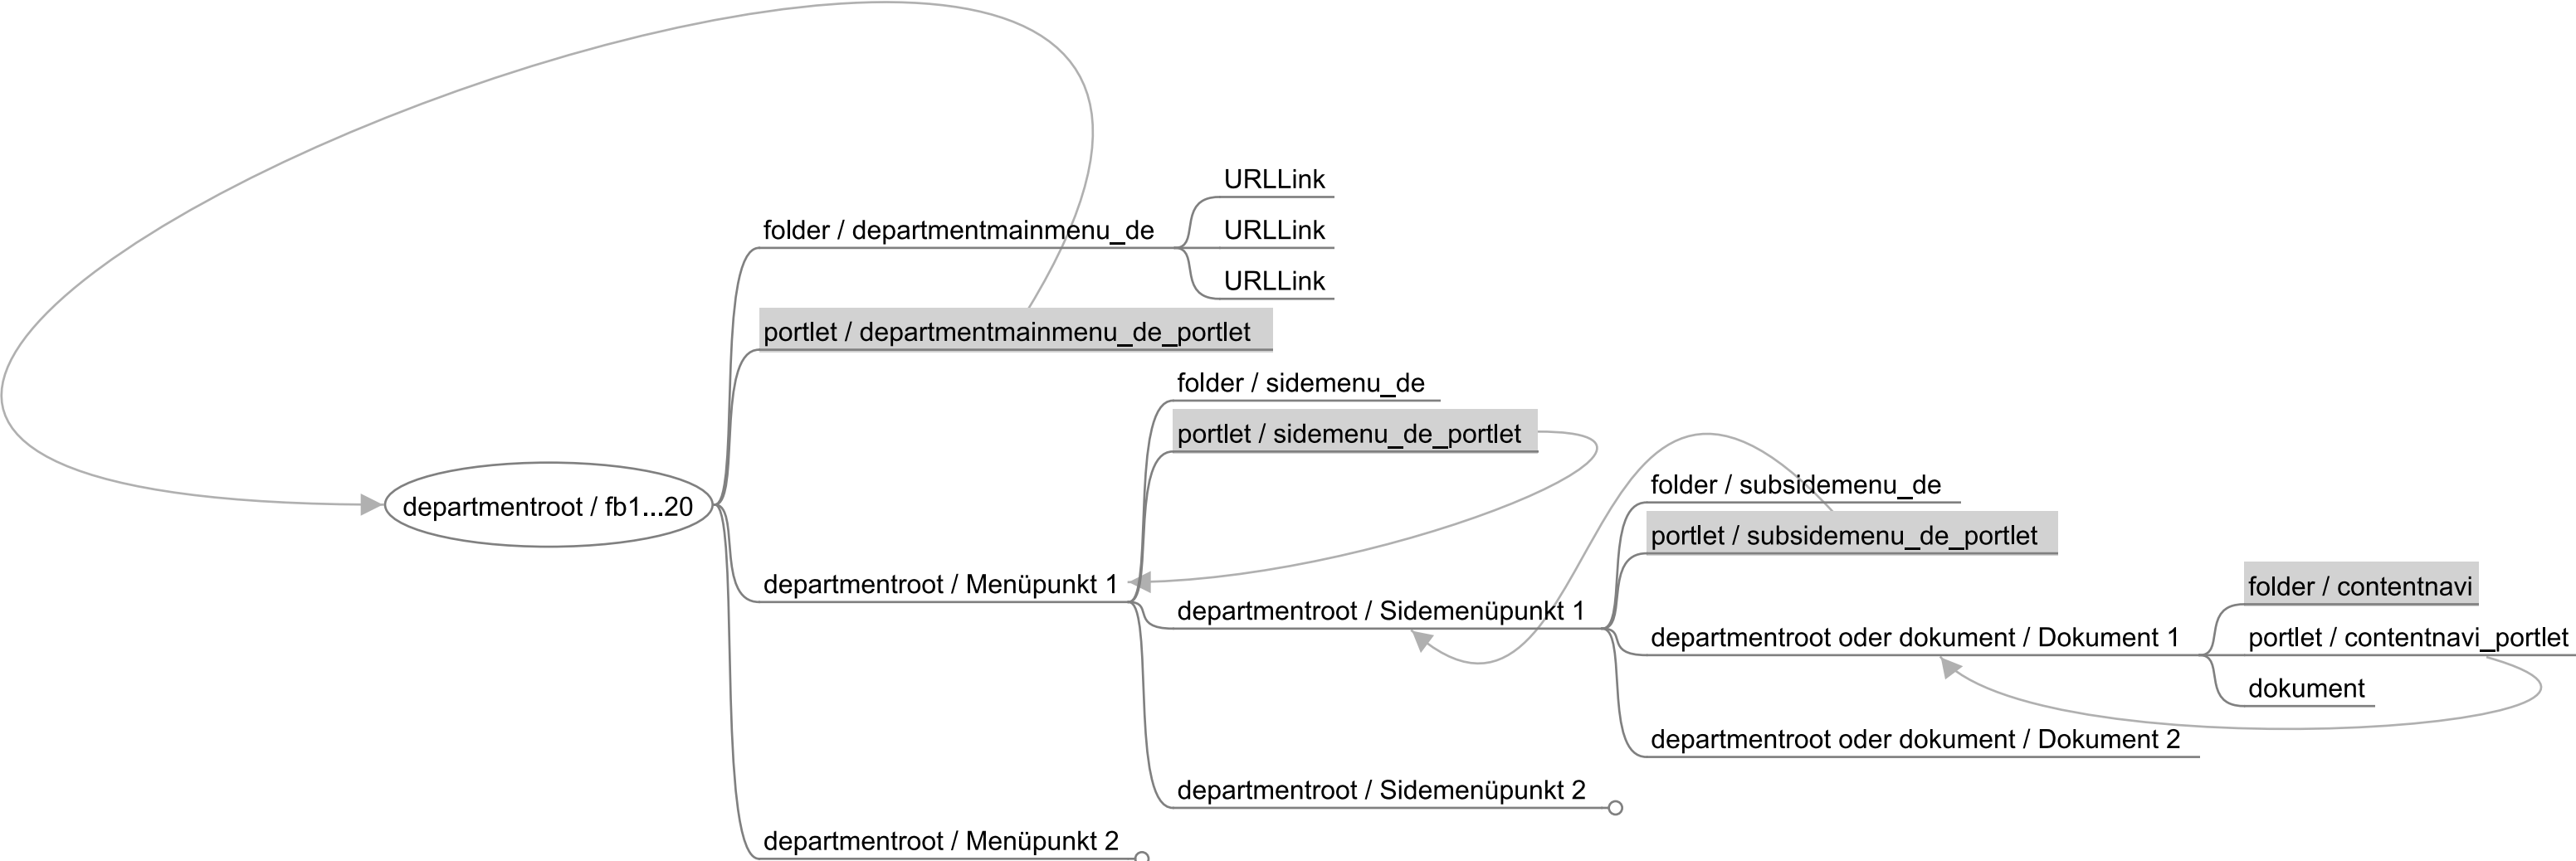 URLLink
folder / departmentmainmenu_de
URLLink
URLLink
portlet / departmentmainmenu_de_portlet
folder / sidemenu_de
portlet / sidemenu_de_portlet
folder / subsidemenu_de
departmentroot / fb1...20
portlet / subsidemenu_de_portlet
departmentroot / Menüpunkt 1
folder / contentnavi
departmentroot / Sidemenüpunkt 1
departmentroot oder dokument / Dokument 1
portlet / contentnavi_portlet
dokument
departmentroot oder dokument / Dokument 2
departmentroot / Sidemenüpunkt 2
departmentroot / Menüpunkt 2